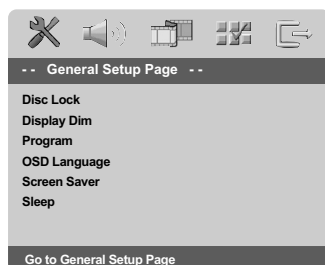 -- General Setup Page --
Disc Lock
Display Dim
Program
OSD Language
Screen Saver
Sleep
Go to General Setup Page